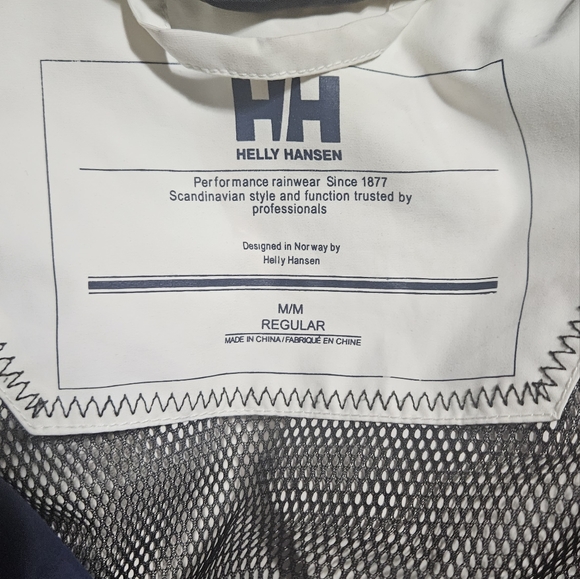 HH
HELLY HANSEN
Performance rainwear Since 1877
Scandinavian style and function trusted by
professionals
Designed in Norway by
Helly Hansen
M/M
REGULAR
MADE IN CHINA / FABRIQUÉ EN CHINE